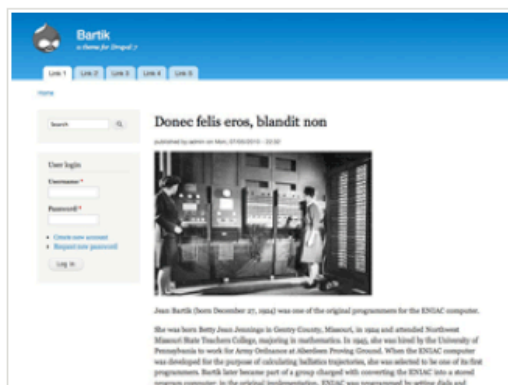 Bartik
a theme for Drupal 7
Link 1 Link 2 Link 3 Link 4 Link 5
Home
Search
Donec felis eros, blandit non
published by admin on Mon,
User login
Username *
Password *
Create new account
Request new password
Log in
Jean Bartik (born December 27, 1924) was one of the original programmers for the ENIAC computer.
She was born Betty Jean Jennings in Gentry County, Missouri, in 1924 and attended Northwest
Missouri State Teachers College, majoring in mathematics. In 1945, she was hired by the University of
Pennsylvania to work for Army Ordnance at Aberdeen Proving Ground. When the ENIAC computer
was developed for the purpose of calculating ballistics trajectories, she was selected to be one of its first
programmers. Bartik later became part of a group charged with converting the ENIAC into a stored
program computer; in the original implementation, ENIAC was programmed by setting dials and